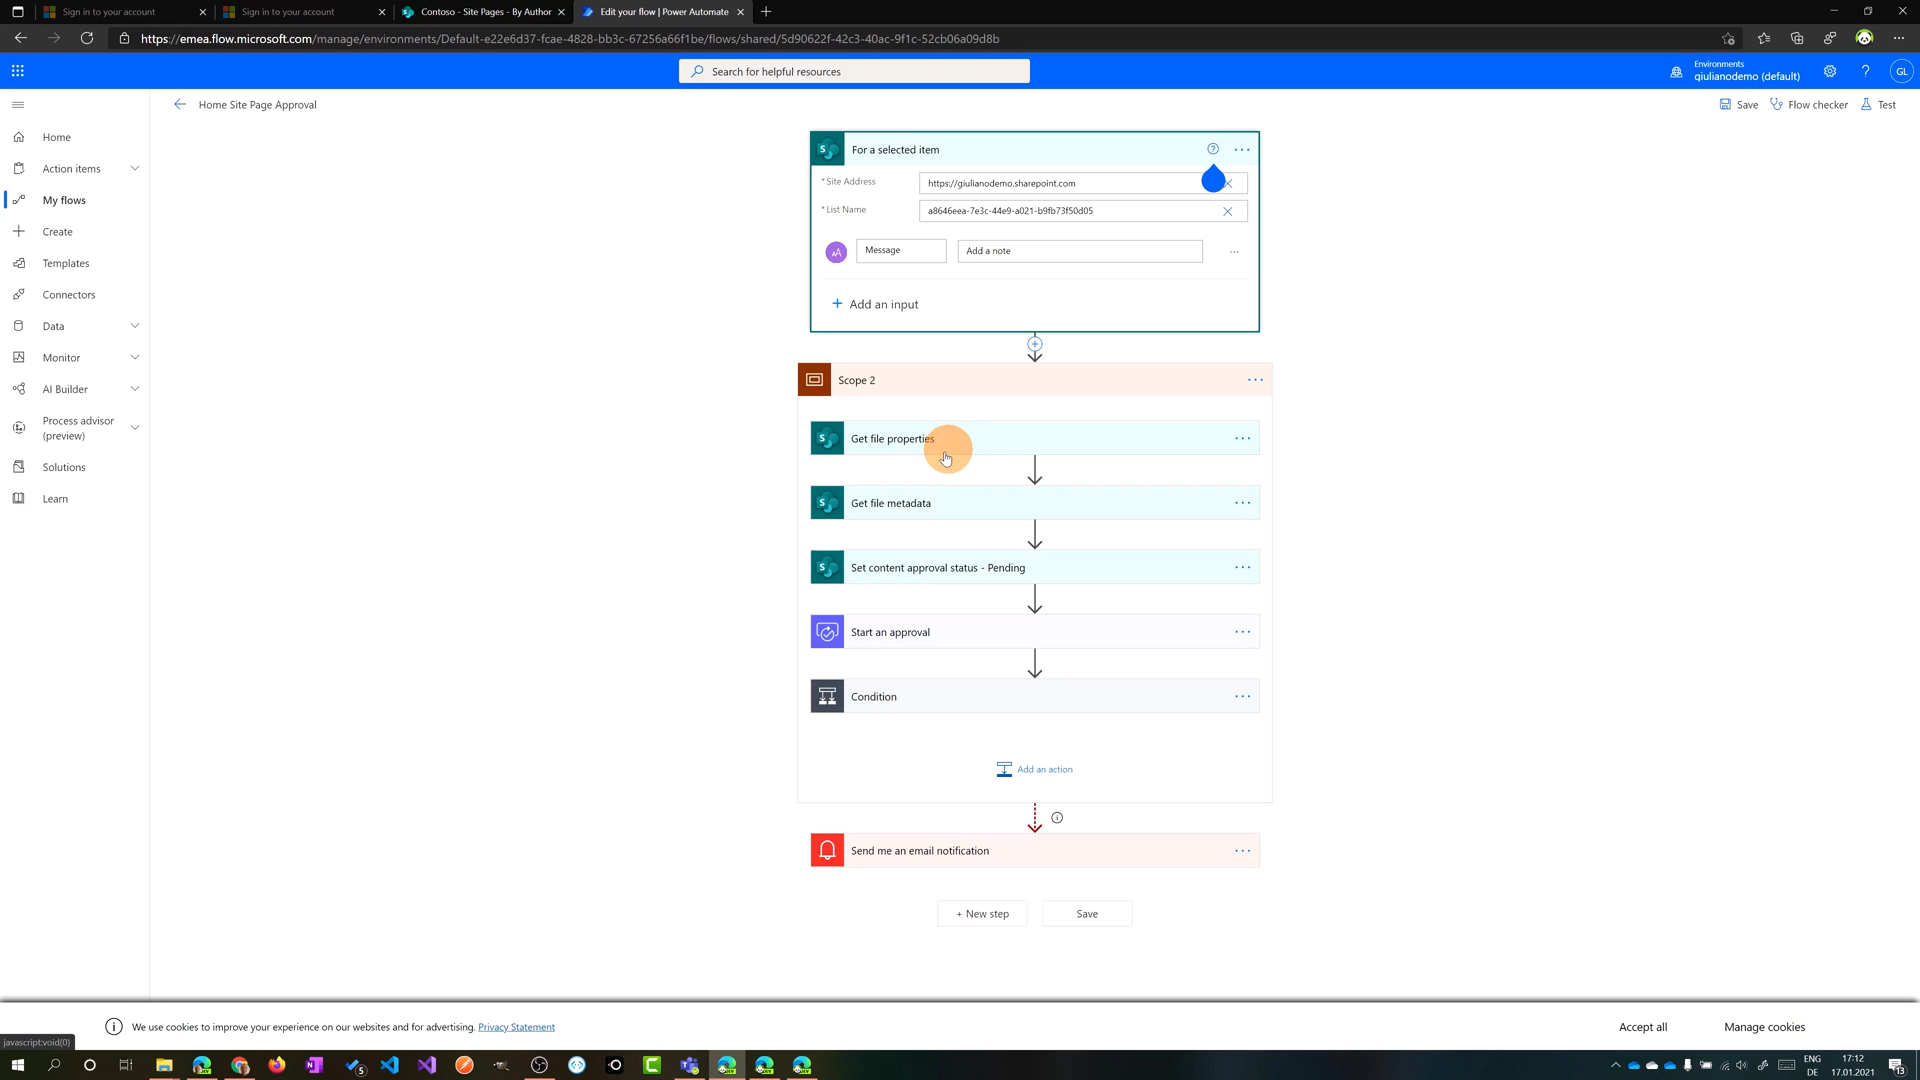 Sign in to your account
Sign in to your account
Contoso - Site Pages - By Author
Edit your flow | Power Automate
https://emea.flow.microsoft.com/manage/environments/Default-e22e6d37-fcae-4828-bb3c-67256a66f1be/flows/shared/5d90622f-42c3-40ac-9f1c-52cb06a09d8b
Search for helpful resources
Environments
giulianodemo (default)
GL
Home Site Page Approval
Save
Flow checker
Test
Home
Action items
My flows
Create
Templates
Connectors
Data
Monitor
AI Builder
Process advisor
(preview)
Solutions
Learn
For a selected item
* Site Address
https://giulianodemo.sharepoint.com
* List Name
a8646eea-7e3c-44e9-a021-b9fb73f50d05
Message
Add a note
+ Add an input
Scope 2
Get file properties
Get file metadata
Set content approval status - Pending
Start an approval
Condition
Add an action
Send me an email notification
+ New step
Save
We use cookies to improve your experience on our websites and for advertising. Privacy Statement
Accept all
Manage cookies
javascript:void(0)
5
ENG
DE
17:12
17.01.2021
13